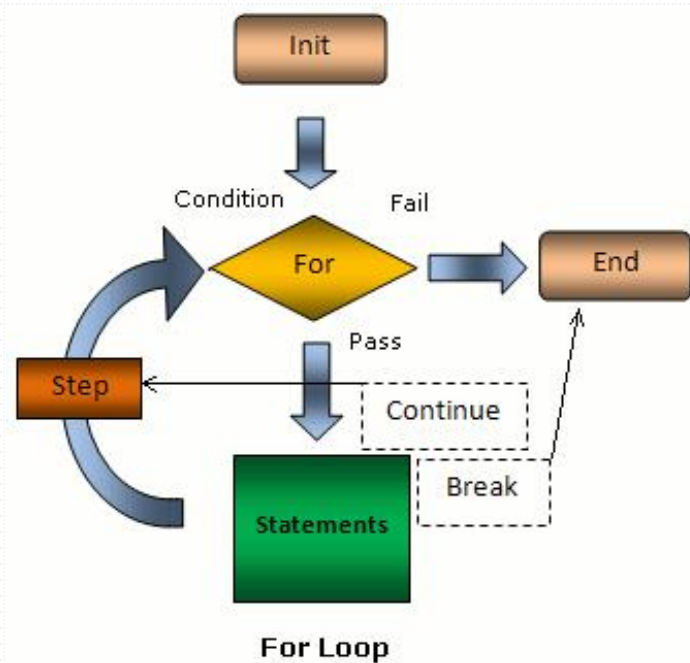 Init
Condition
Fail
For
End
Pass
Step
Continue
Break
Statements
For Loop